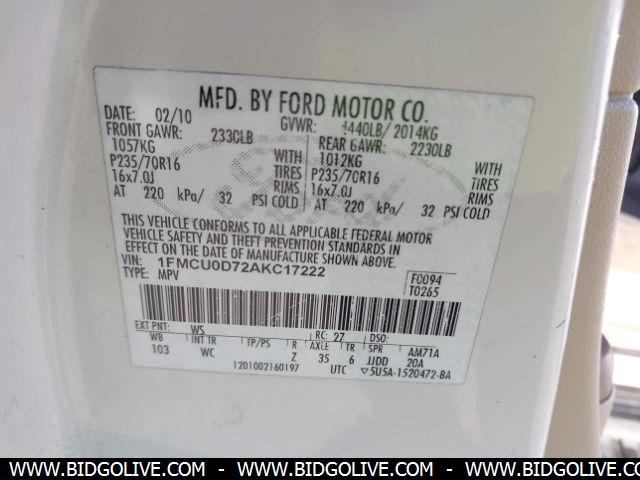 MFD. BY FORD MOTOR CO.
DATE: 02/10 GVWR: 4440LB/ 2014KG
FRONT GAWR: 2330LB REAR GAWR: 2230LB
1057KG WITH 1012KG WITH
P235/70R16 TIRES P235/70R16 TIRES
16x7.0J RIMS 16x7.0J RIMS
AT 220 kPa/ 32 PSI COLD AT 220 kPa/ 32 PSI COLD
THIS VEHICLE CONFORMS TO ALL APPLICABLE FEDERAL MOTOR
VEHICLE SAFETY AND THEFT PREVENTION STANDARDS IN
EFFECT ON THE DATE OF MANUFACTURE SHOWN ABOVE.
VIN: 1FMCU0D72AKC17222
TYPE: MPV
F0094
T0265
EXT PNT: WS RC: 27 DSO:
WB INT TR TP/PS R AXLE TR SPR AM71A
103 WC Z 35 6 JJDD 20A
1201002160197 UTC ▽5U5A-1520472-BA
Ford
WWW.BIDGOLIVE.COM - WWW.BIDGOLIVE.COM - WWW.BIDGOLIVE.COM